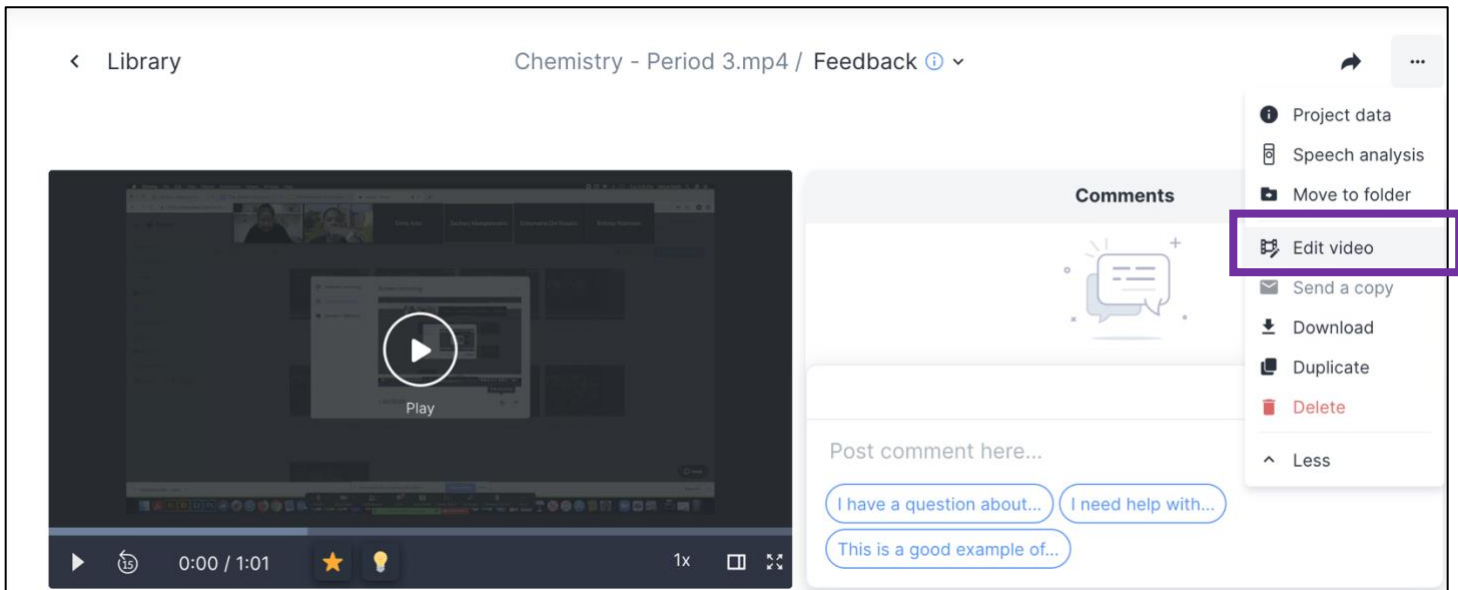 Library
Chemistry - Period 3.mp4 / Feedback
Project data
Speech analysis
Move to folder
Edit video
Send a copy
Download
Duplicate
Delete
Less
Play
15
0:00 / 1:01
1x
Comments
Post comment here...
I have a question about... I need help with...
This is a good example of...